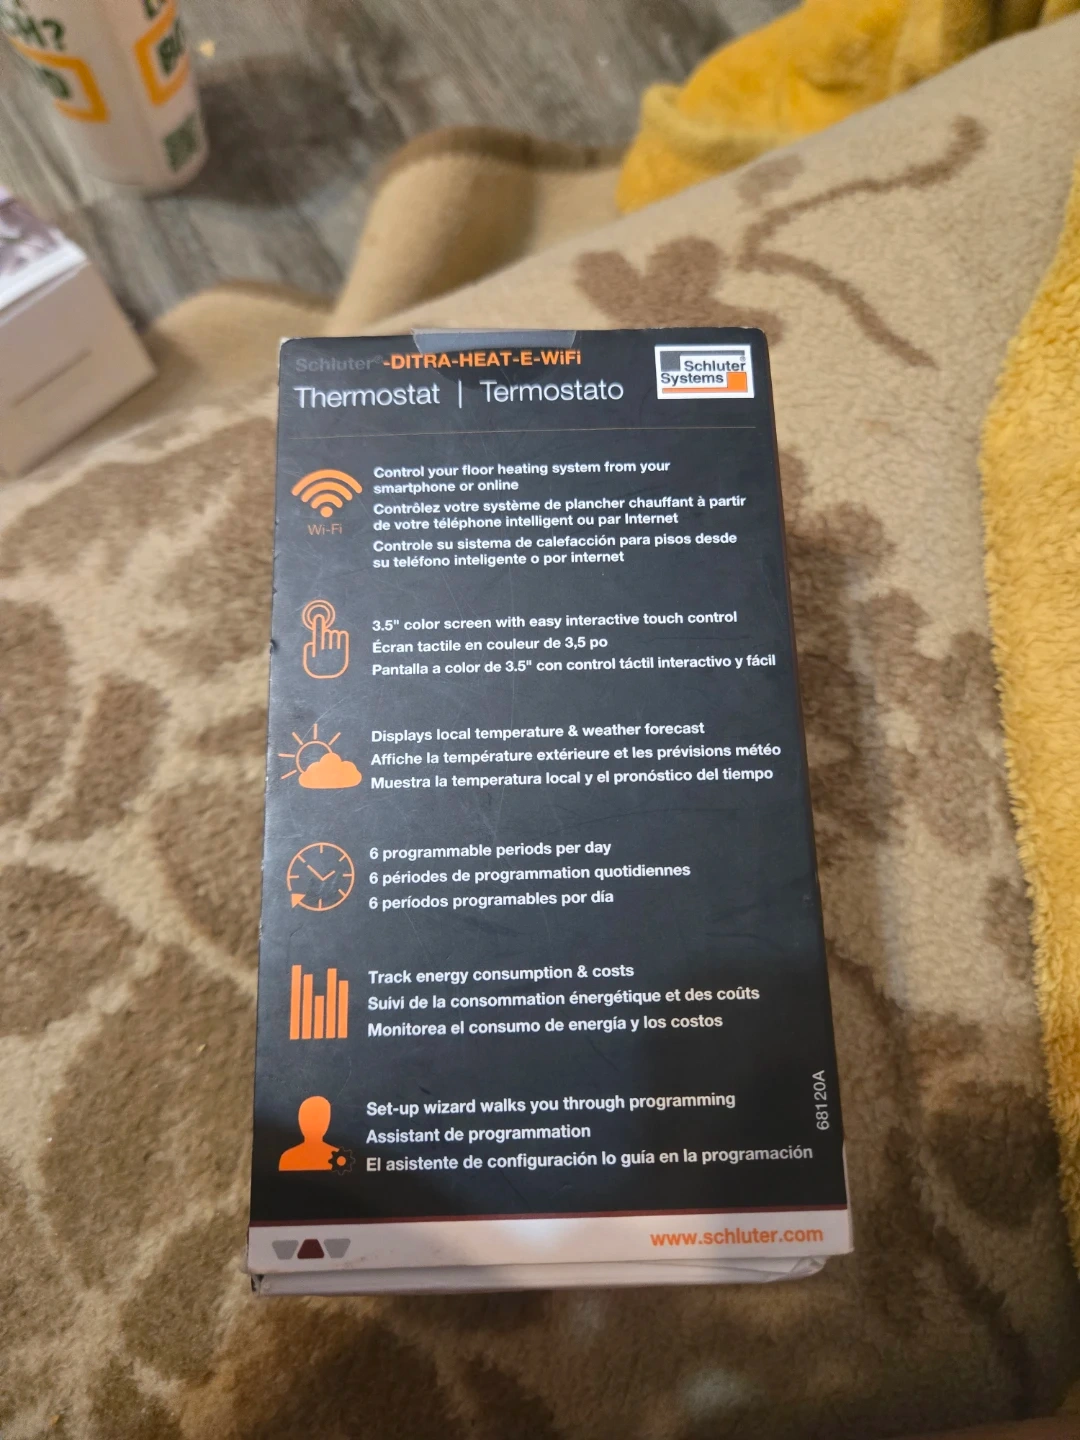 H?
Schluter®-DITRA-HEAT-E-WiFi
Thermostat | Termostato
Schluter®
Systems
Wi-Fi
Control your floor heating system from your
smartphone or online
Contrôlez votre système de plancher chauffant à partir
de votre téléphone intelligent ou par Internet
Controle su sistema de calefacción para pisos desde
su teléfono inteligente o por internet
3.5" color screen with easy interactive touch control
Écran tactile en couleur de 3,5 po
Pantalla a color de 3.5" con control táctil interactivo y fácil
Displays local temperature & weather forecast
Affiche la température extérieure et les prévisions météo
Muestra la temperatura local y el pronóstico del tiempo
6 programmable periods per day
6 périodes de programmation quotidiennes
6 períodos programables por día
Track energy consumption & costs
Suivi de la consommation énergétique et des coûts
Monitorea el consumo de energía y los costos
Set-up wizard walks you through programming
Assistant de programmation
El asistente de configuración lo guía en la programación
68120A
www.schluter.com